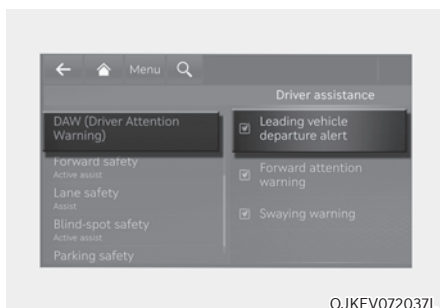 Menu
Driver assistance
DAW (Driver Attention
Warning)
Forward safety
Active assist
Lane safety
Assist
Blind-spot safety
Active assist
Parking safety
Leading vehicle
departure alert
Forward attention
warning
Swaying warning
OJKEV072037L